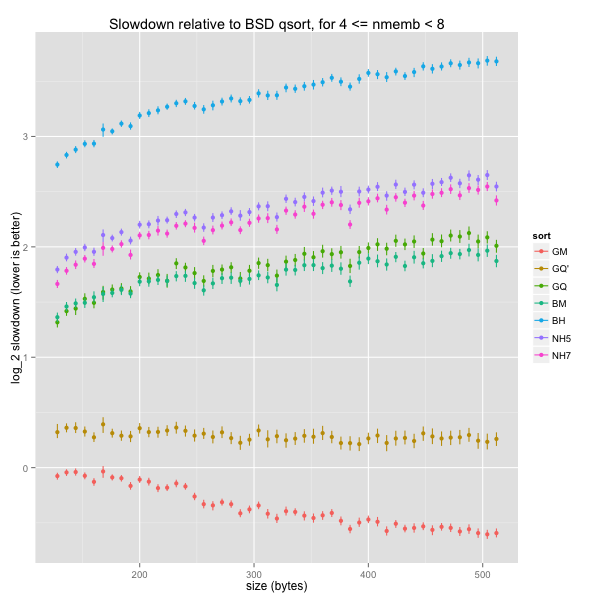 Slowdown relative to BSD qsort, for 4 <= nmemb < 8
log_2 slowdown (lower is better)
3
2
1
0
200
300
400
500
size (bytes)
sort
GM
GQ'
GQ
BM
BH
NH5
NH7